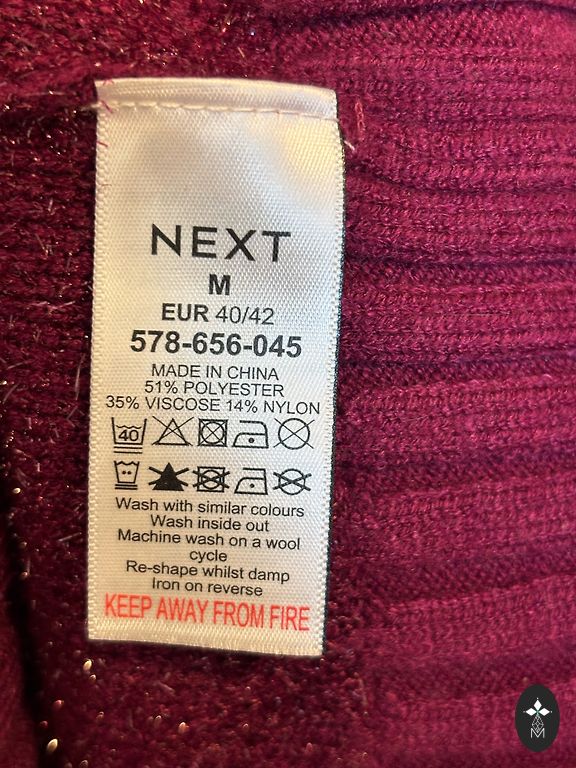 NEXT
M
EUR 40/42
578-656-045
MADE IN CHINA
51% POLYESTER
35% VISCOSE 14% NYLON
40
Wash with similar colours
Wash inside out
Machine wash on a wool
cycle
Re-shape whilst damp
Iron on reverse
KEEP AWAY FROM FIRE
M